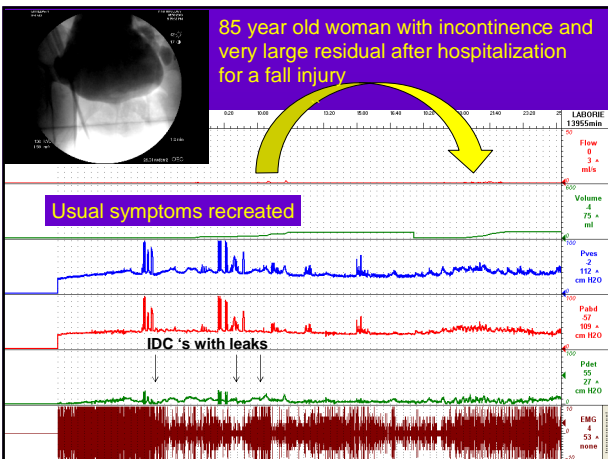 85 year old woman with incontinence and
very large residual after hospitalization
for a fall injury
LABORIE
13955min
Flow
0
3
ml/s
Usual symptoms recreated
Volume
-4
75
ml
Pves
-2
112
cm H2O
Pabd
-57
109
cm H2O
IDC 's with leaks
Pdet
55
27
cm H2O
EMG
4
53
none